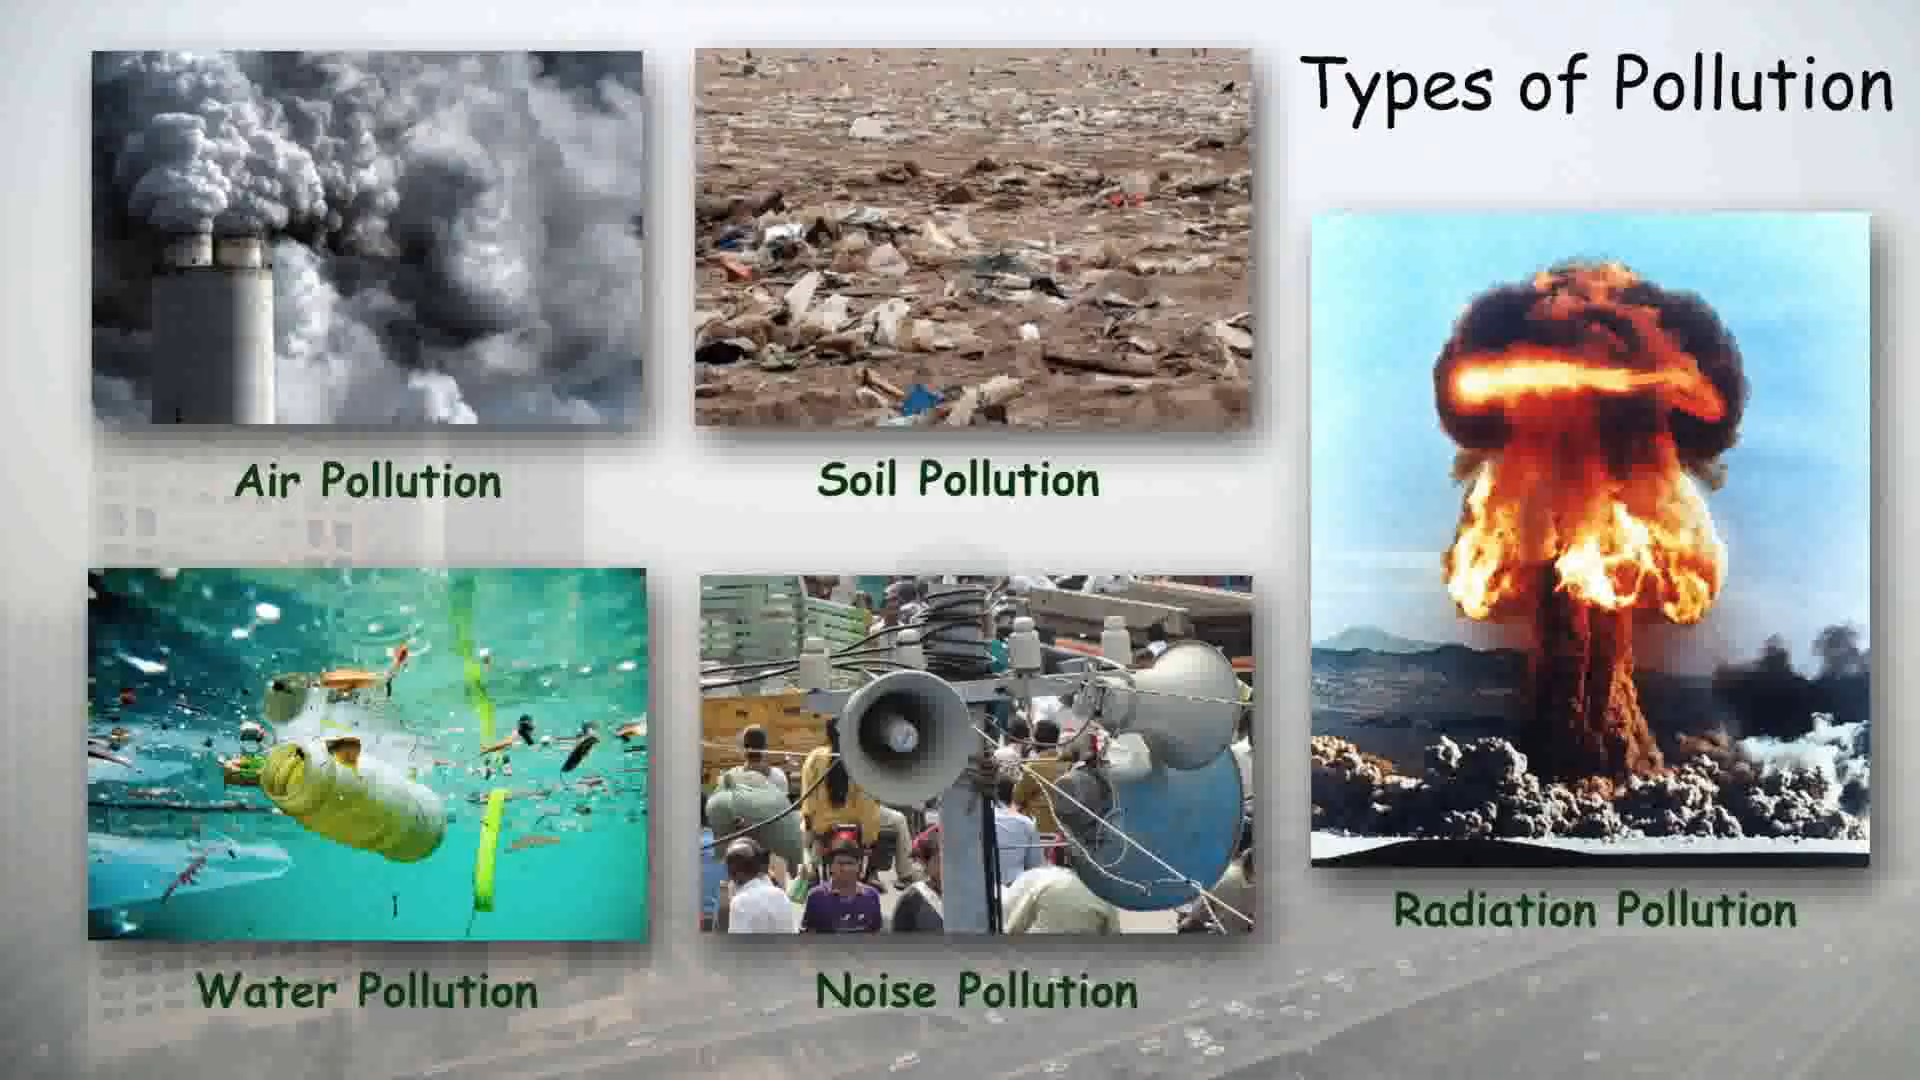 Types of Pollution
Air Pollution
Soil Pollution
Water Pollution
Noise Pollution
Radiation Pollution